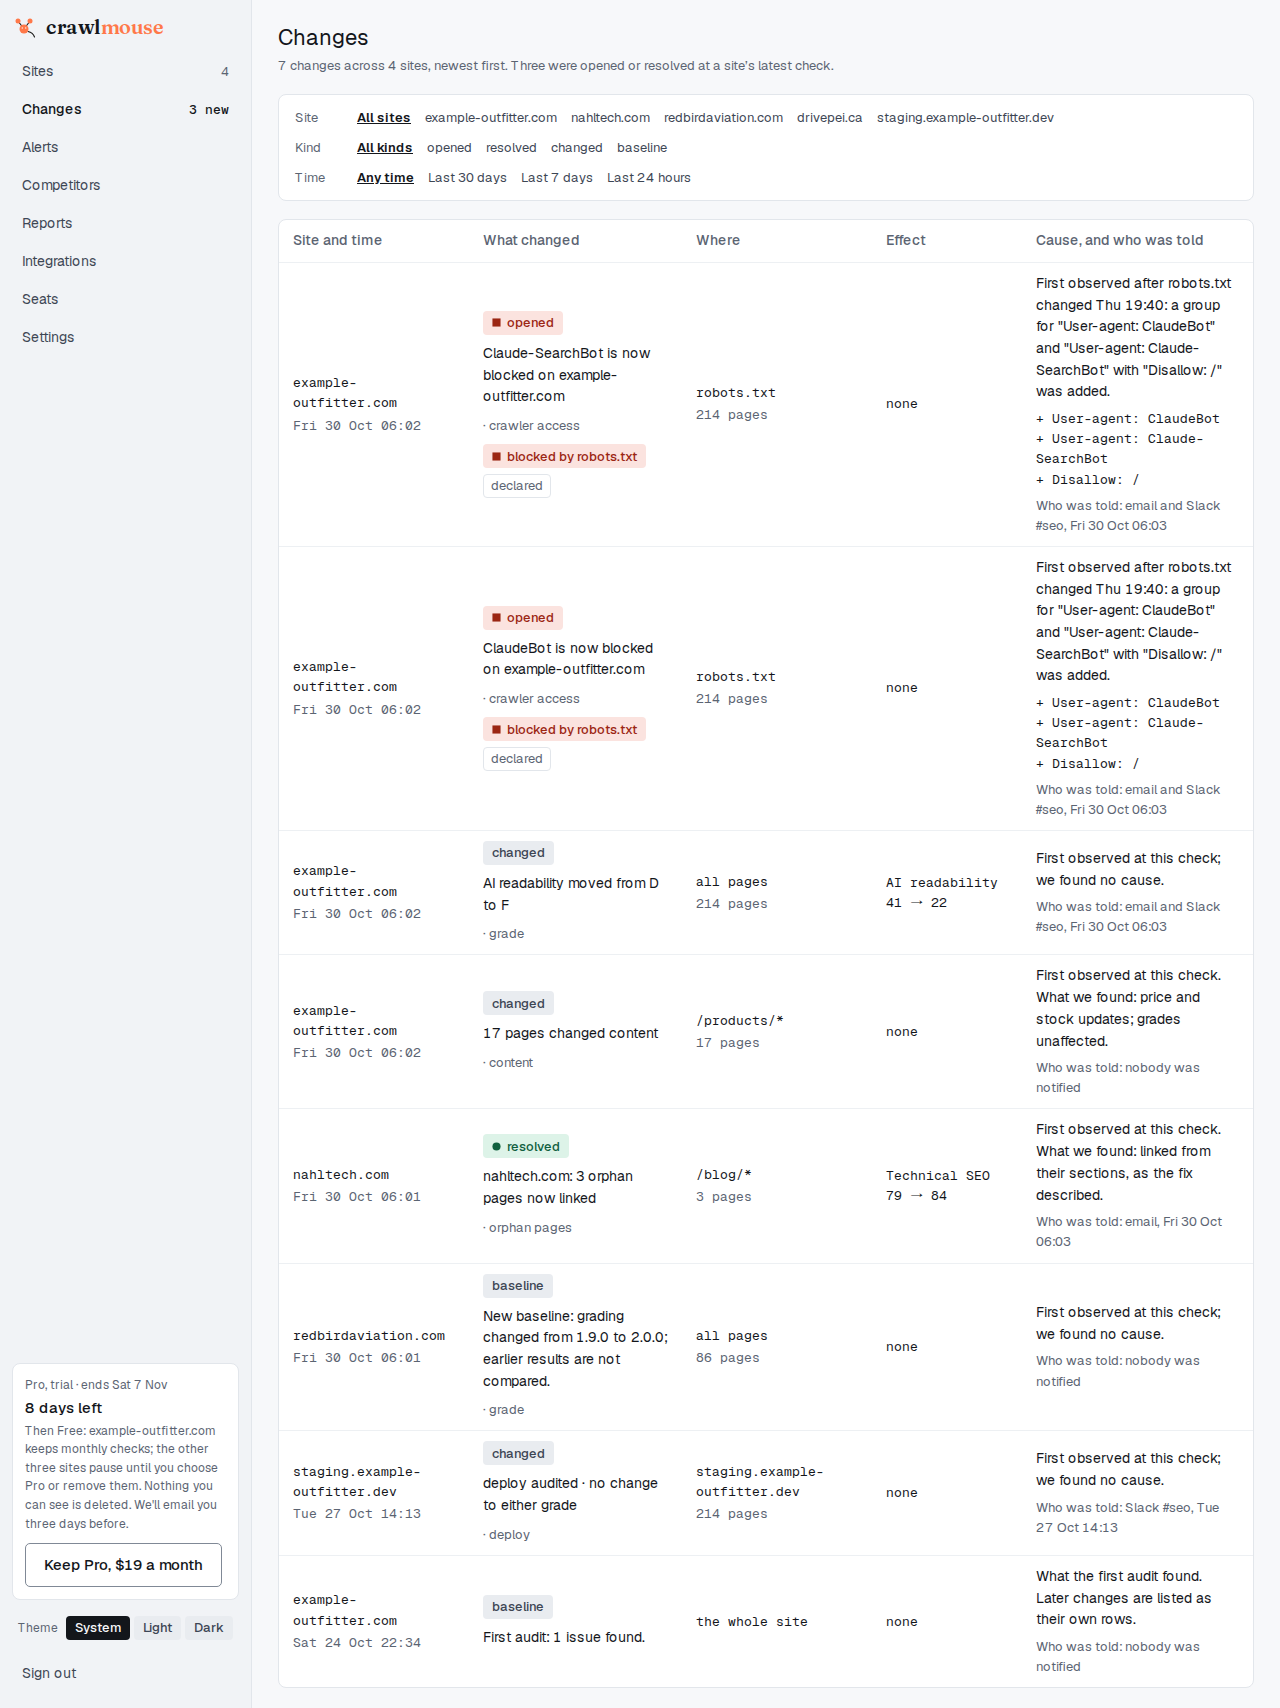 crawlmouse
Sites 4
Changes 3 new
Alerts
Competitors
Reports
Integrations
Seats
Settings
Pro, trial · ends Sat 7 Nov
8 days left
Then Free: example-outfitter.com
keeps monthly checks; the other
three sites pause until you choose
Pro or remove them. Nothing you
can see is deleted. We'll email you
three days before.
Keep Pro, $19 a month
Theme System Light Dark
Sign out
Changes
7 changes across 4 sites, newest first. Three were opened or resolved at a site's latest check.
Site All sites example-outfitter.com nahltech.com redbirdaviation.com drivepei.ca staging.example-outfitter.dev
Kind All kinds opened resolved changed baseline
Time Any time Last 30 days Last 7 days Last 24 hours
Site and time What changed Where Effect Cause, and who was told
example-
outfitter.com
Fri 30 Oct 06:02
opened
Claude-SearchBot is now
blocked on example-
outfitter.com
· crawler access
blocked by robots.txt
declared
robots.txt
214 pages
none
First observed after robots.txt
changed Thu 19:40: a group
for "User-agent: ClaudeBot"
and "User-agent: Claude-
SearchBot" with "Disallow: /"
was added.
+ User-agent: ClaudeBot
+ User-agent: Claude-
SearchBot
+ Disallow: /
Who was told: email and Slack
#seo, Fri 30 Oct 06:03
example-
outfitter.com
Fri 30 Oct 06:02
opened
ClaudeBot is now blocked
on example-outfitter.com
· crawler access
blocked by robots.txt
declared
robots.txt
214 pages
none
First observed after robots.txt
changed Thu 19:40: a group
for "User-agent: ClaudeBot"
and "User-agent: Claude-
SearchBot" with "Disallow: /"
was added.
+ User-agent: ClaudeBot
+ User-agent: Claude-
SearchBot
+ Disallow: /
Who was told: email and Slack
#seo, Fri 30 Oct 06:03
example-
outfitter.com
Fri 30 Oct 06:02
changed
AI readability moved from D
to F
· grade
all pages
214 pages
AI readability
41 → 22
First observed at this check;
we found no cause.
Who was told: email and Slack
#seo, Fri 30 Oct 06:03
example-
outfitter.com
Fri 30 Oct 06:02
changed
17 pages changed content
· content
/products/*
17 pages
none
First observed at this check.
What we found: price and
stock updates; grades
unaffected.
Who was told: nobody was
notified
nahltech.com
Fri 30 Oct 06:01
resolved
nahltech.com: 3 orphan
pages now linked
· orphan pages
/blog/*
3 pages
Technical SEO
79 → 84
First observed at this check.
What we found: linked from
their sections, as the fix
described.
Who was told: email, Fri 30 Oct
06:03
redbirdaviation.com
Fri 30 Oct 06:01
baseline
New baseline: grading
changed from 1.9.0 to 2.0.0;
earlier results are not
compared.
· grade
all pages
86 pages
none
First observed at this check;
we found no cause.
Who was told: nobody was
notified
staging.example-
outfitter.dev
Tue 27 Oct 14:13
changed
deploy audited · no change
to either grade
· deploy
staging.example-
outfitter.dev
214 pages
none
First observed at this check;
we found no cause.
Who was told: Slack #seo, Tue
27 Oct 14:13
example-
outfitter.com
Sat 24 Oct 22:34
baseline
First audit: 1 issue found.
the whole site
none
What the first audit found.
Later changes are listed as
their own rows.
Who was told: nobody was
notified